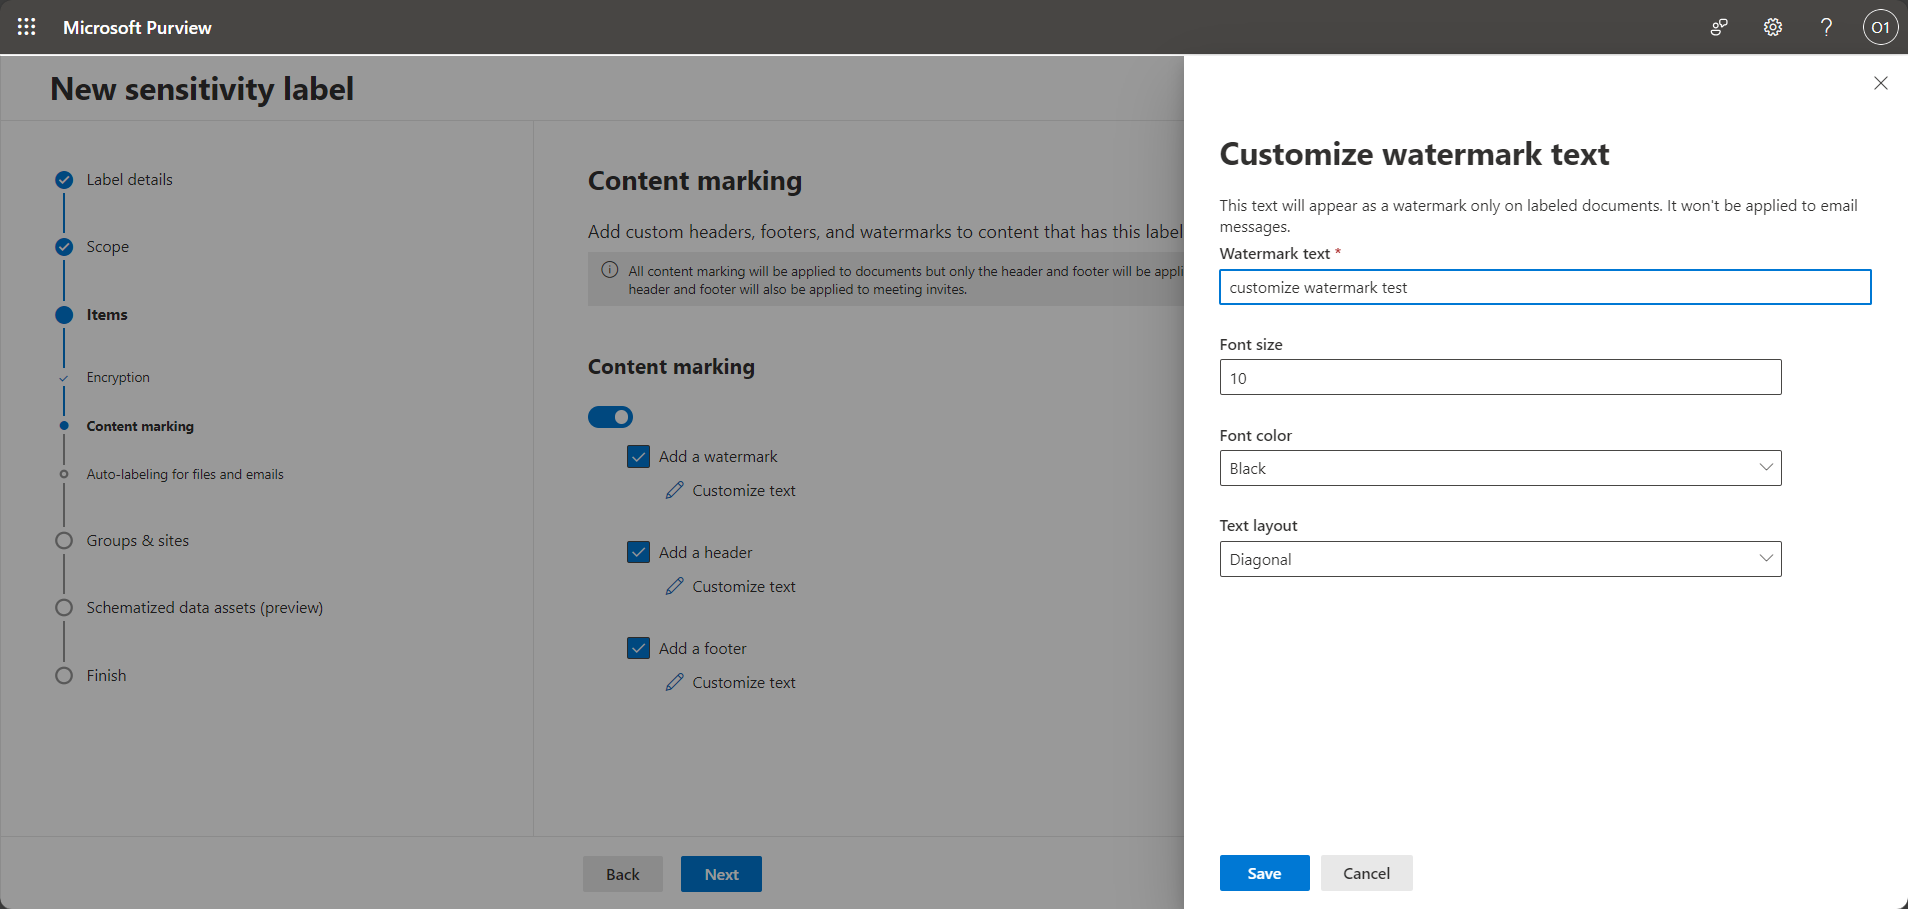 Microsoft Purview
O1
New sensitivity label
Label details
Scope
Items
Encryption
Content marking
Auto-labeling for files and emails
Groups & sites
Schematized data assets (preview)
Finish
Content marking
Add custom headers, footers, and watermarks to content that has this label
All content marking will be applied to documents but only the header and footer will be appli
header and footer will also be applied to meeting invites.
Content marking
Add a watermark
Customize text
Add a header
Customize text
Add a footer
Customize text
Back
Next
Customize watermark text
This text will appear as a watermark only on labeled documents. It won't be applied to email
messages.
Watermark text *
customize watermark test
Font size
10
Font color
Black
Text layout
Diagonal
Save
Cancel